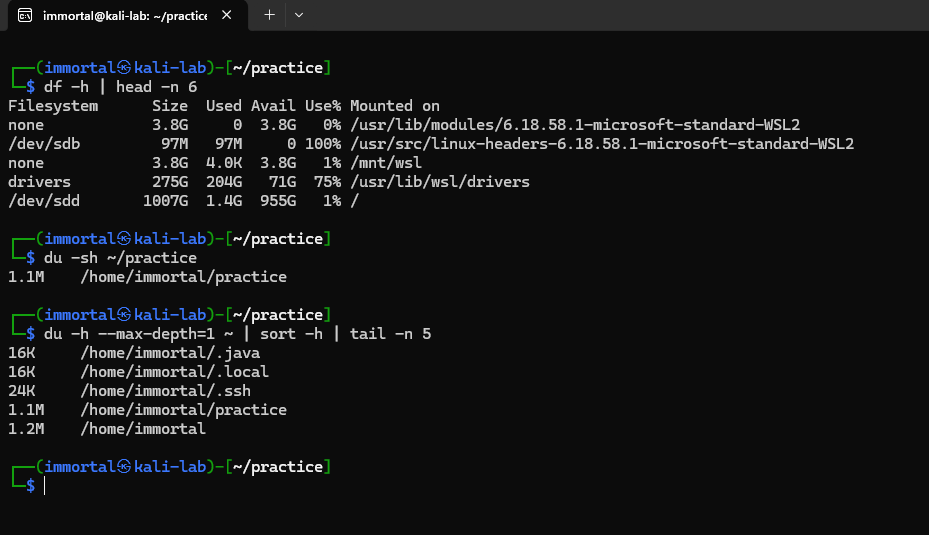 immortal@kali-lab: ~/practice
┌──(immortal㉿kali-lab)-[~/practice]
└─$ df -h | head -n 6
Filesystem      Size  Used Avail Use% Mounted on
none            3.8G     0  3.8G   0% /usr/lib/modules/6.18.58.1-microsoft-standard-WSL2
/dev/sdb         97M   97M     0 100% /usr/src/linux-headers-6.18.58.1-microsoft-standard-WSL2
none            3.8G  4.0K  3.8G   1% /mnt/wsl
drivers         275G  204G   71G  75% /usr/lib/wsl/drivers
/dev/sdd       1007G  1.4G  955G   1% /
┌──(immortal㉿kali-lab)-[~/practice]
└─$ du -sh ~/practice
1.1M    /home/immortal/practice
┌──(immortal㉿kali-lab)-[~/practice]
└─$ du -h --max-depth=1 ~ | sort -h | tail -n 5
16K     /home/immortal/.java
16K     /home/immortal/.local
24K     /home/immortal/.ssh
1.1M    /home/immortal/practice
1.2M    /home/immortal
┌──(immortal㉿kali-lab)-[~/practice]
└─$